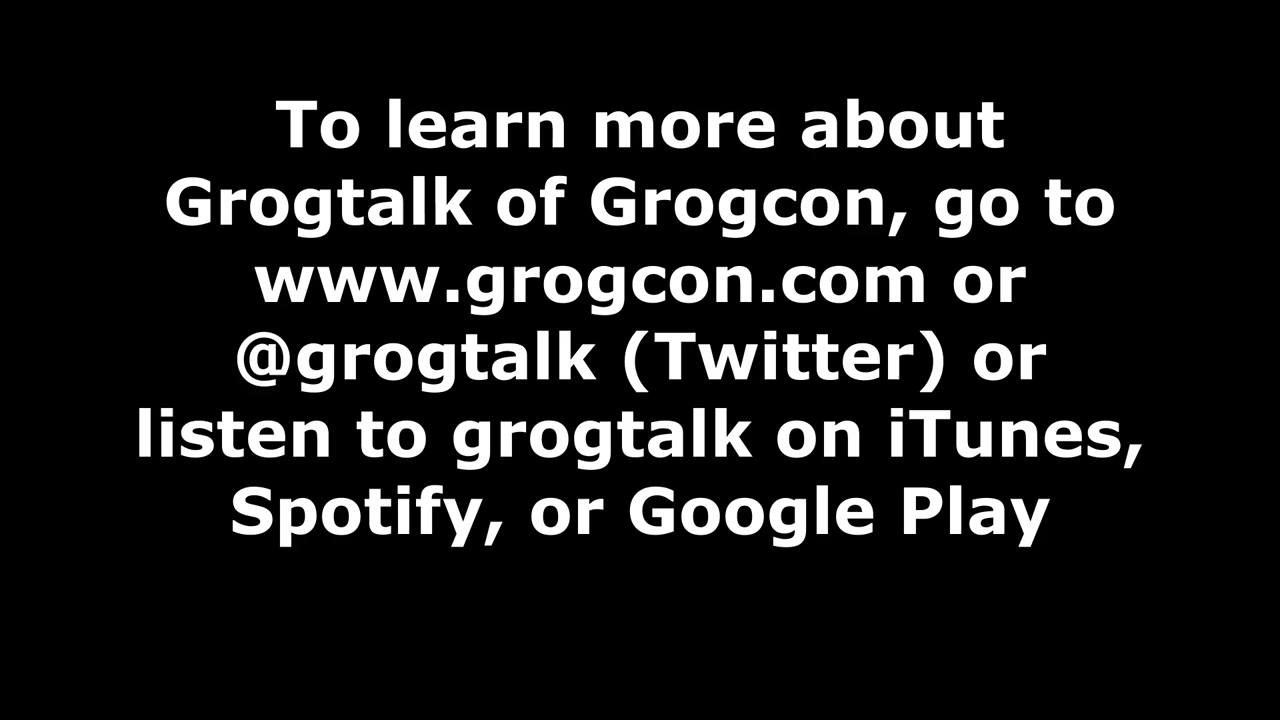 To learn more about
Grogtalk of Grogcon, go to
www.grogcon.com or
@grogtalk (Twitter) or
listen to grogtalk on iTunes,
Spotify, or Google Play